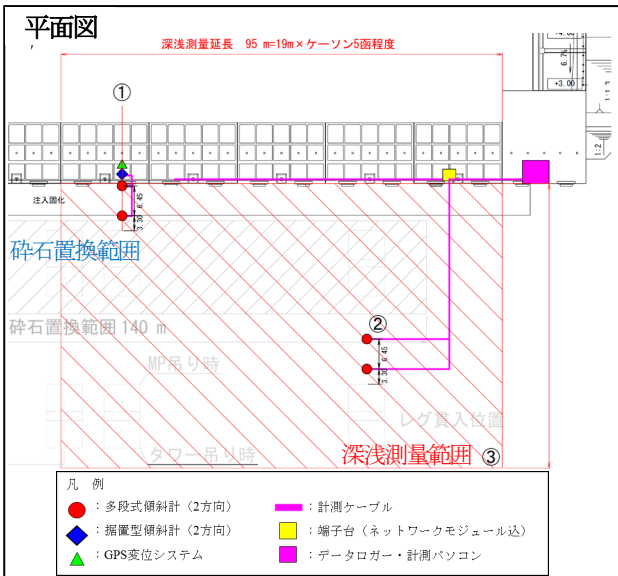 平面図
深浅測量延長 95 m=19m×ケーソン5函程度
6.7%
+3.00
1:1.5
1:2
①
注入固化
6.45
3.30
砕石置換範囲
砕石置換範囲 140 m
②
6.45
3.30
MP吊り時
レグ貫入位置
タワー吊り時
深浅測量範囲 ③
凡 例
：多段式傾斜計（2方向）
：計測ケーブル
：据置型傾斜計（2方向）
：端子台（ネットワークモジュール込）
：GPS変位システム
：データロガー・計測パソコン